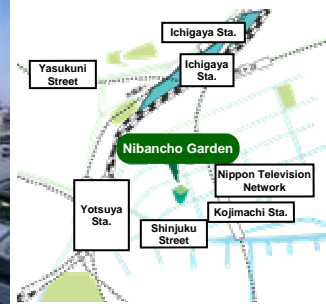 Ichigaya Sta.
Yasukuni
Street
Ichigaya
Sta.
Nibancho Garden
Nippon Television
Network
Yotsuya
Sta.
Kojimachi Sta.
Shinjuku
Street